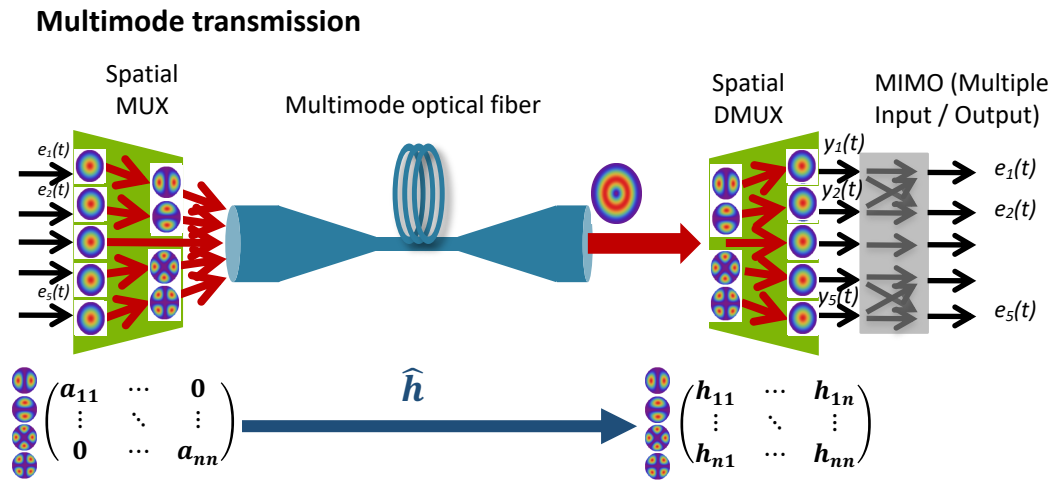 Multimode transmission
Spatial
MUX
Multimode optical fiber
Spatial
DMUX
MIMO (Multiple
Input / Output)
e₁(t)
e₂(t)
e₅(t)
y₁(t)
y₂(t)
y₅(t)
e₁(t)
e₂(t)
e₅(t)
a₁₁ ⋯ 0
⋮ ⋱ ⋮
0 ⋯ aₙₙ
ĥ
h₁₁ ⋯ h₁ₙ
⋮ ⋱ ⋮
hₙ₁ ⋯ hₙₙ